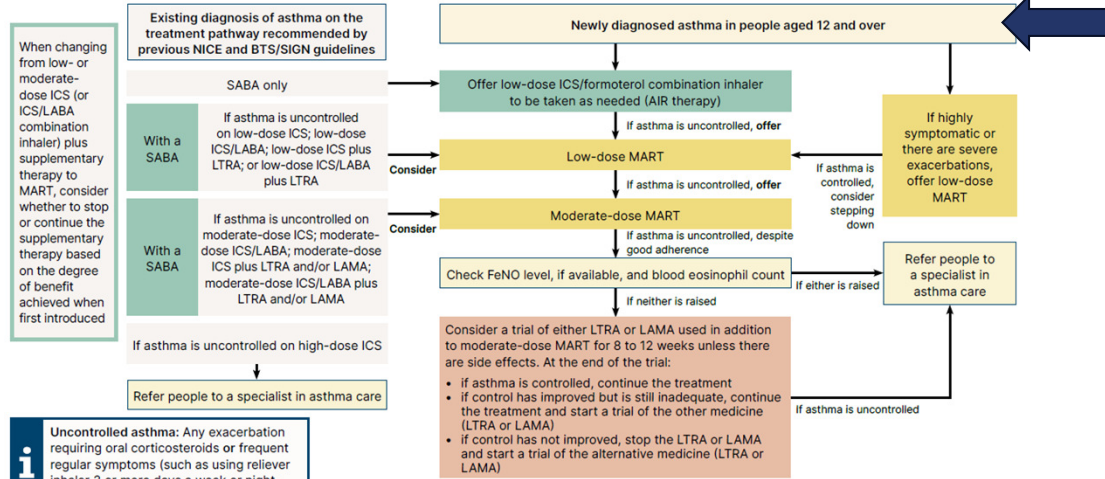 When changing
from low- or
moderate-
dose ICS (or
ICS/LABA
combination
inhaler) plus
supplementary
therapy to
MART, consider
whether to stop
or continue the
supplementary
therapy based
on the degree
of benefit
achieved when
first introduced
Existing diagnosis of asthma on the
treatment pathway recommended by
previous NICE and BTS/SIGN guidelines
SABA only
With a
SABA
If asthma is uncontrolled
on low-dose ICS; low-dose
ICS/LABA; low-dose ICS plus
LTRA; or low-dose ICS/LABA
plus LTRA
Consider
With a
SABA
If asthma is uncontrolled on
moderate-dose ICS; moderate-
dose ICS/LABA; moderate-dose
ICS plus LTRA and/or LAMA;
moderate-dose ICS/LABA plus
LTRA and/or LAMA
Consider
If asthma is uncontrolled on high-dose ICS
Refer people to a specialist in asthma care
Uncontrolled asthma: Any exacerbation
requiring oral corticosteroids or frequent
regular symptoms (such as using reliever
inhaler 3 or more days a week or night
Newly diagnosed asthma in people aged 12 and over
Offer low-dose ICS/formoterol combination inhaler
to be taken as needed (AIR therapy)
If asthma is uncontrolled, offer
Low-dose MART
If asthma is uncontrolled, offer
Moderate-dose MART
If asthma is uncontrolled, despite
good adherence
Check FeNO level, if available, and blood eosinophil count
If neither is raised
Consider a trial of either LTRA or LAMA used in addition
to moderate-dose MART for 8 to 12 weeks unless there
are side effects. At the end of the trial:
• if asthma is controlled, continue the treatment
• if control has improved but is still inadequate, continue
the treatment and start a trial of the other medicine
(LTRA or LAMA)
• if control has not improved, stop the LTRA or LAMA
and start a trial of the alternative medicine (LTRA or
LAMA)
If highly
symptomatic or
there are severe
exacerbations,
offer low-dose
MART
If asthma is
controlled,
consider
stepping
down
If either is raised
Refer people to
a specialist in
asthma care
If asthma is uncontrolled